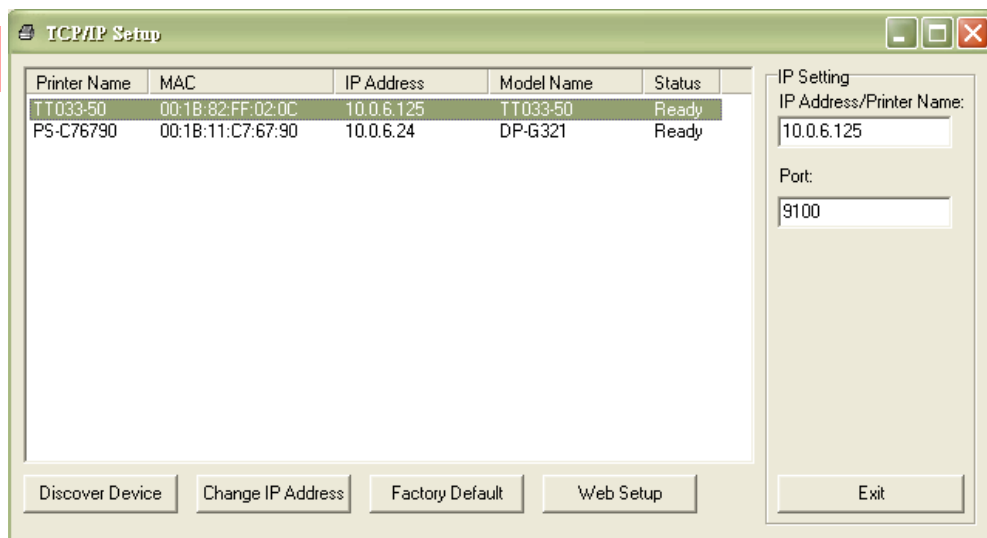 TCP/IP Setup
Printer Name MAC IP Address Model Name Status
TT033-50 00:1B:82:FF:02:0C 10.0.6.125 TT033-50 Ready
PS-C76790 00:1B:11:C7:67:90 10.0.6.24 DP-G321 Ready
IP Setting
IP Address/Printer Name:
10.0.6.125
Port:
9100
Discover Device Change IP Address Factory Default Web Setup Exit